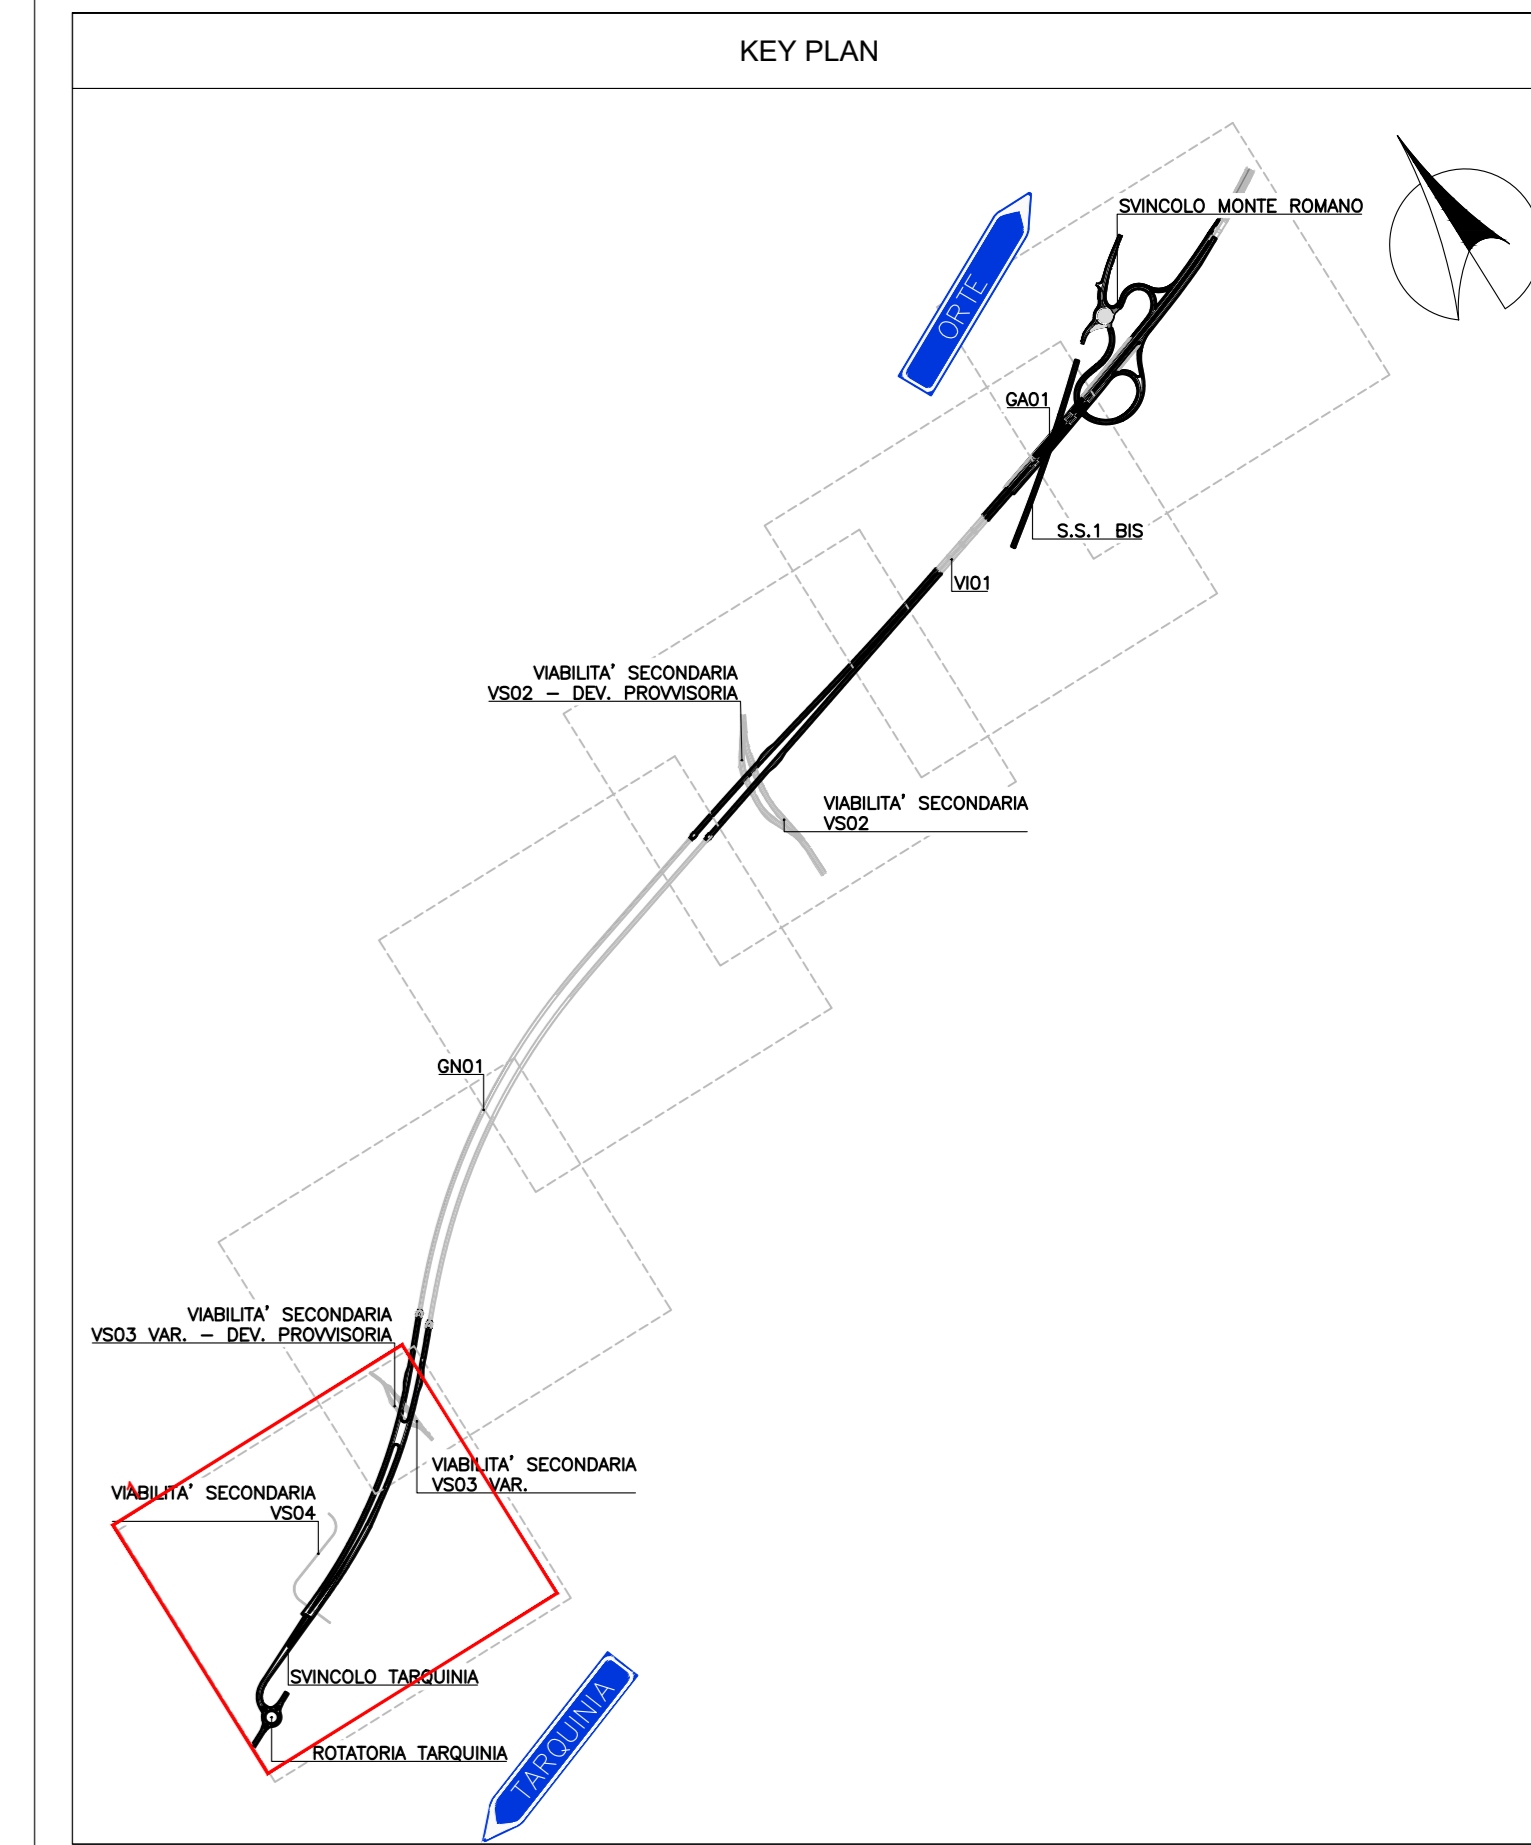 KEY PLAN
SVINCOLO MONTE ROMANO
ORTE
GA01
S.S.1 BIS
VI01
VIABILITA' SECONDARIA
VS02 - DEV. PROVVISORIA
VIABILITA' SECONDARIA
VS02
GN01
VIABILITA' SECONDARIA
VS03 VAR. - DEV. PROVVISORIA
VIABILITA' SECONDARIA
VS03 VAR.
VIABILITA' SECONDARIA
VS04
SVINCOLO TARQUINIA
TARQUINIA
ROTATORIA TARQUINIA